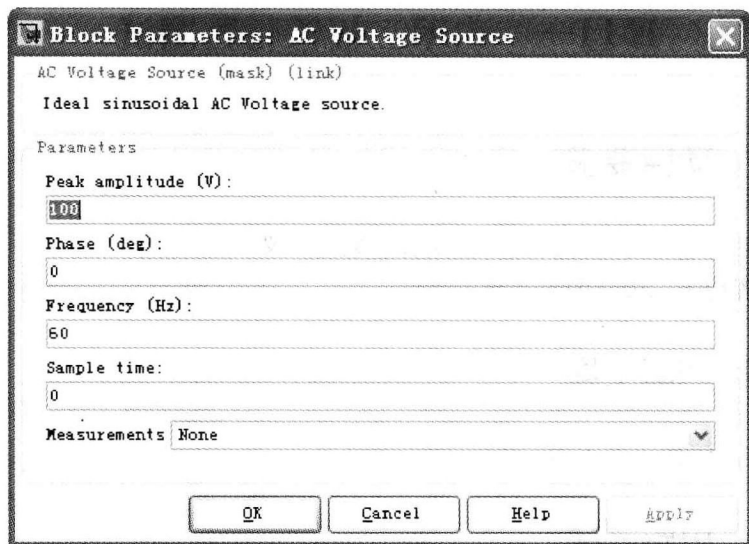 Block Parameters: AC Voltage Source
AC Voltage Source (mask) (link)
Ideal sinusoidal AC Voltage source.
Parameters
Peak amplitude (V):
100
Phase (deg):
0
Frequency (Hz):
60
Sample time:
0
Measurements None
OK Cancel Help Apply